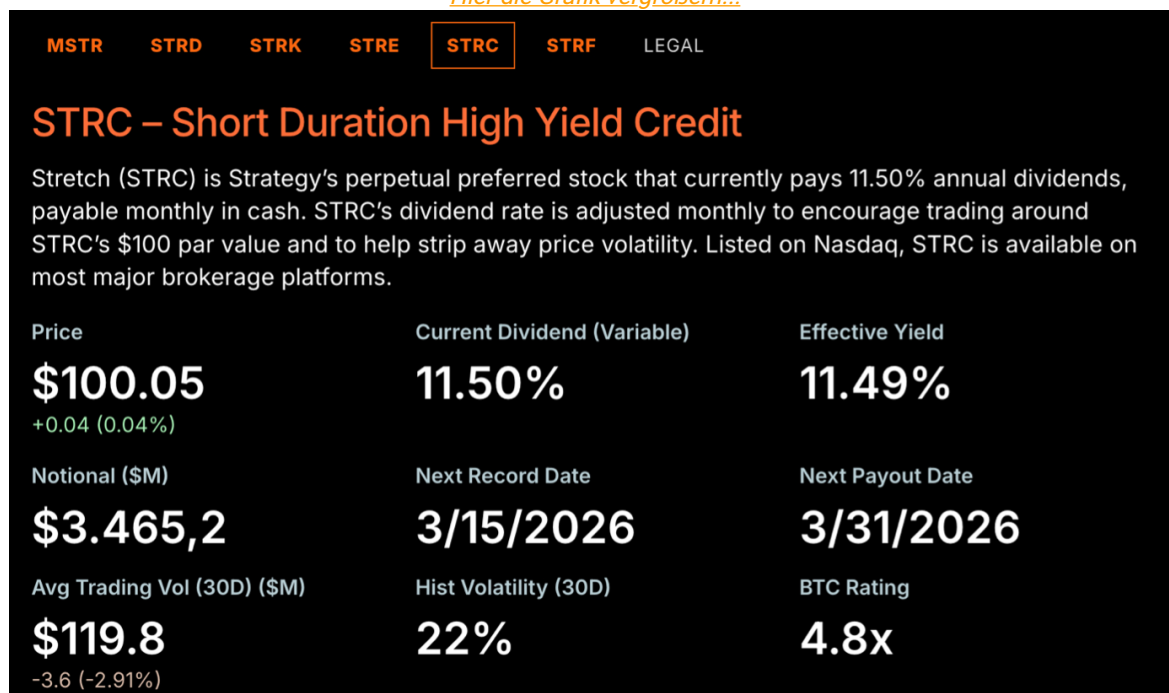 Hier die Grafik vergrößern...
MSTR STRD STRK STRE STRC STRF LEGAL
STRC – Short Duration High Yield Credit
Stretch (STRC) is Strategy’s perpetual preferred stock that currently pays 11.50% annual dividends,
payable monthly in cash. STRC’s dividend rate is adjusted monthly to encourage trading around
STRC’s $100 par value and to help strip away price volatility. Listed on Nasdaq, STRC is available on
most major brokerage platforms.
Price Current Dividend (Variable) Effective Yield
$100.05 11.50% 11.49%
+0.04 (0.04%)
Notional ($M) Next Record Date Next Payout Date
$3.465,2 3/15/2026 3/31/2026
Avg Trading Vol (30D) ($M) Hist Volatility (30D) BTC Rating
$119.8 22% 4.8x
-3.6 (-2.91%)